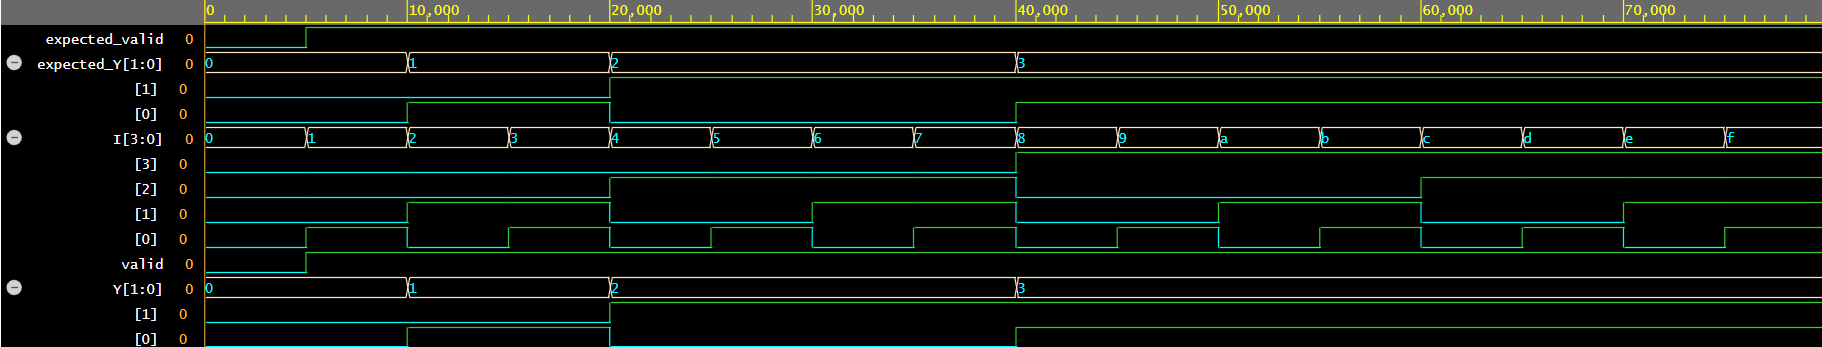 0 10,000 20,000 30,000 40,000 50,000 60,000 70,000
expected_valid 0
expected_Y[1:0] 0 0 1 2 3
[1] 0
[0] 0
I[3:0] 0 0 1 2 3 4 5 6 7 8 9 a b c d e f
[3] 0
[2] 0
[1] 0
[0] 0
valid 0
Y[1:0] 0 0 1 2 3
[1] 0
[0] 0